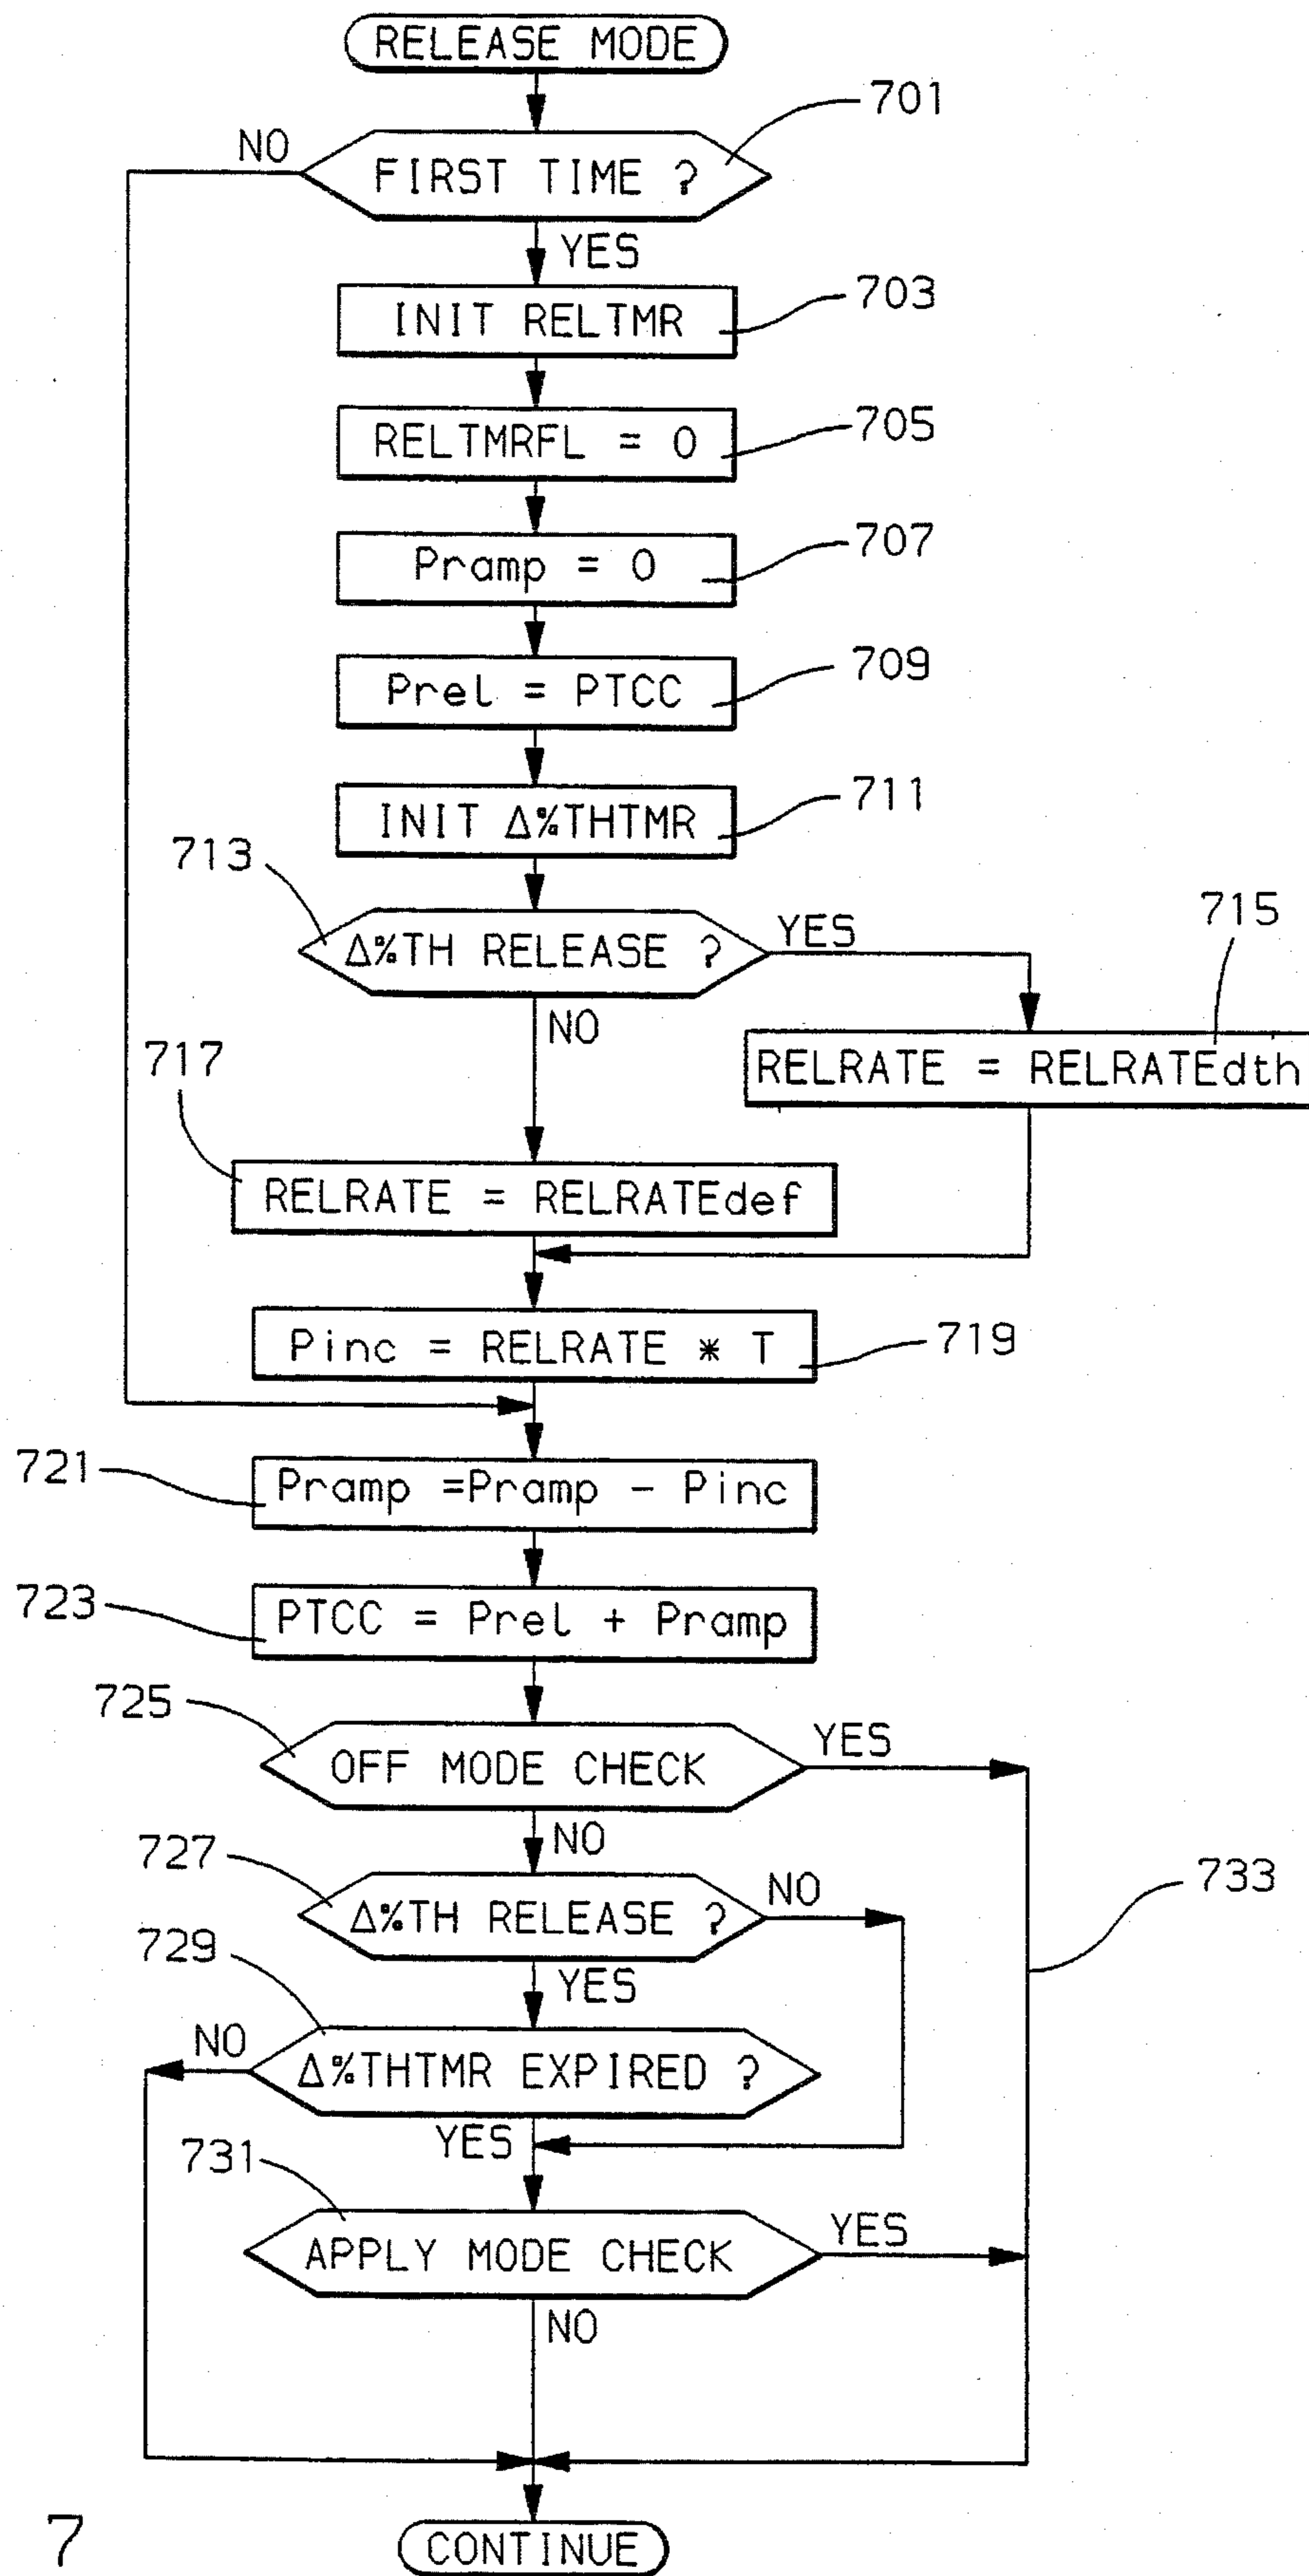 RELEASE MODE
701
NO
FIRST TIME ?
YES
INIT RELTMR
703
RELTMRFL = 0
705
Pramp = 0
707
Prel = PTCC
709
INIT Δ%THTMR
711
713
Δ%TH RELEASE ?
YES
715
NO
RELRATE = RELRATEdth
717
RELRATE = RELRATEdef
Pinc = RELRATE * T
719
721
Pramp =Pramp - Pinc
723
PTCC = Prel + Pramp
725
OFF MODE CHECK
YES
NO
727
Δ%TH RELEASE ?
NO
733
YES
729
NO
Δ%THTMR EXPIRED ?
YES
731
APPLY MODE CHECK
YES
NO
7
CONTINUE